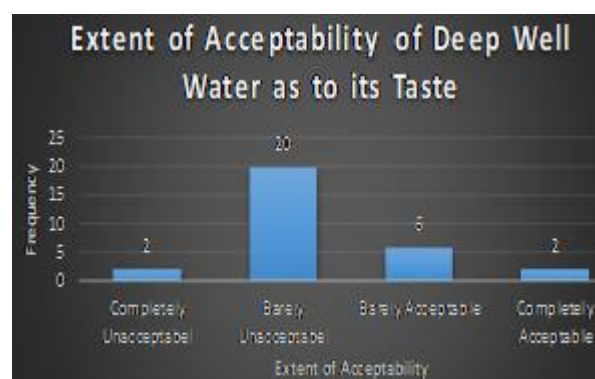 Extent of Acceptability of Deep Well
Water as to its Taste
25
20
15
10
5
0
Frequency
2
20
6
2
Completely
Unacceptabel
Barely
Unacceptabel
Barely Acceptable
Completely
Acceptable
Extent of Acceptability